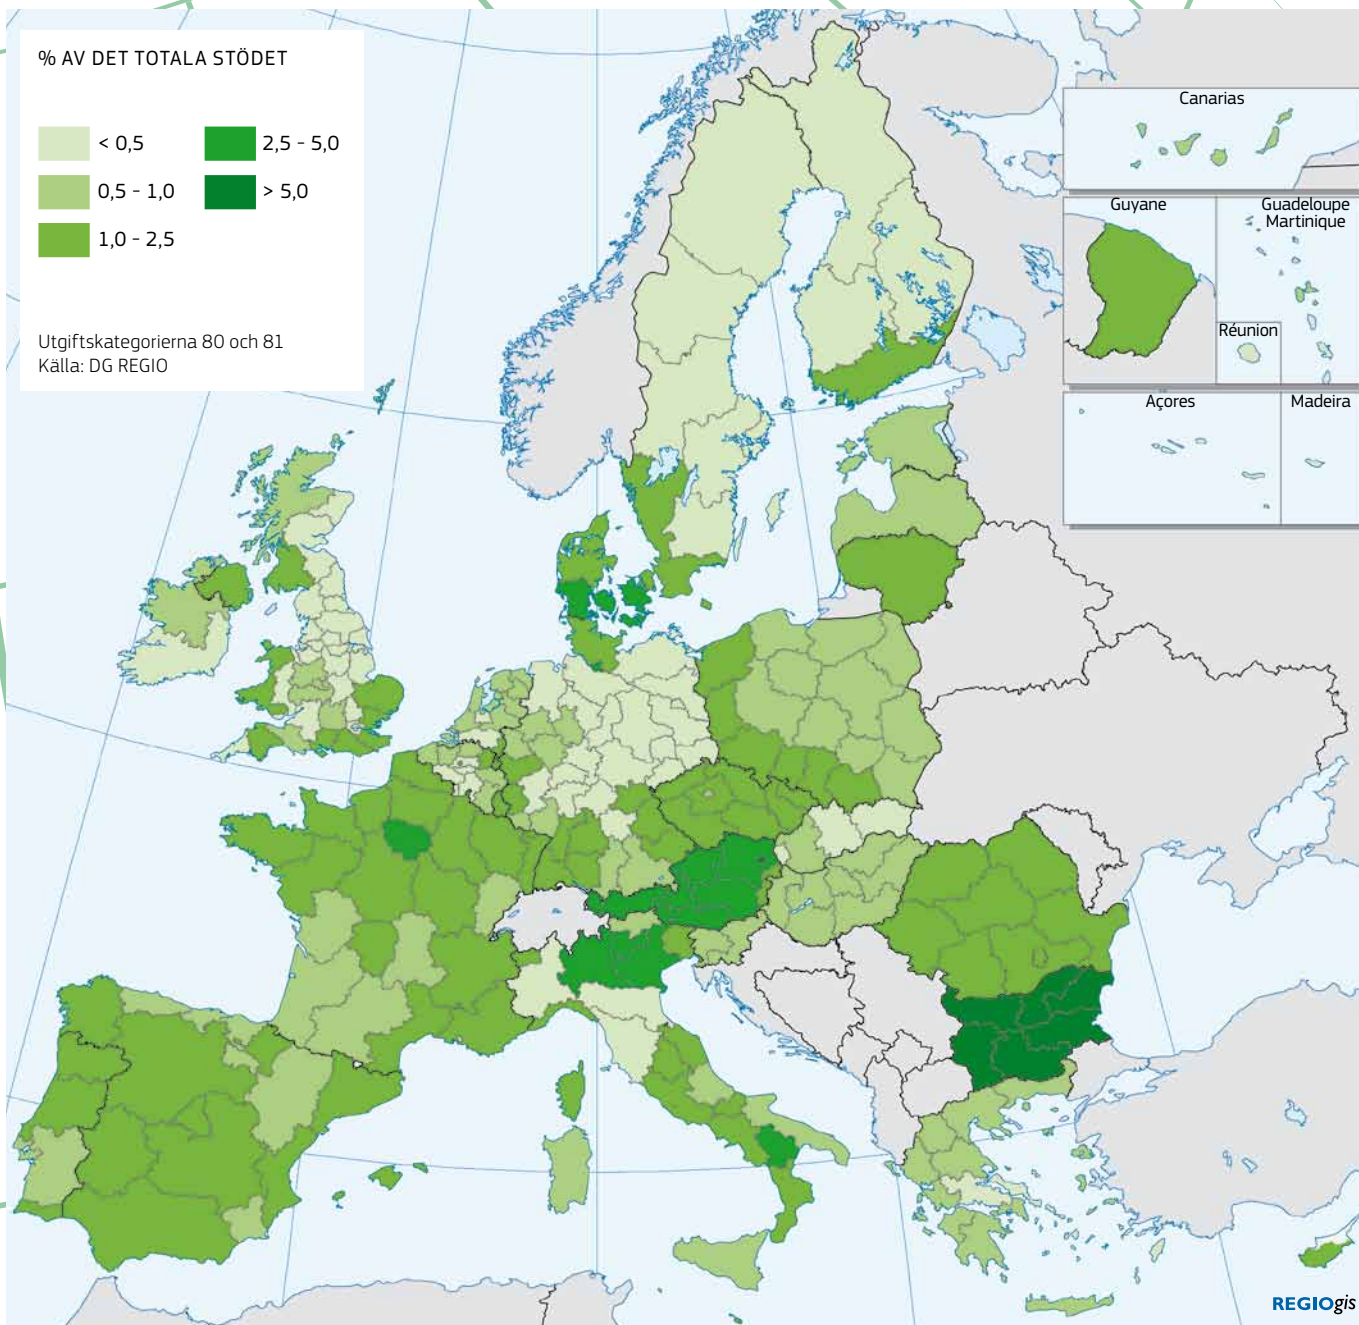 % AV DET TOTALA STÖDET
< 0,5
2,5 - 5,0
0,5 - 1,0
> 5,0
1,0 - 2,5
Utgiftskategorierna 80 och 81
Källa: DG REGIO
Canarias
Guyane
Guadeloupe
Martinique
Réunion
Açores
Madeira
REGIOgis